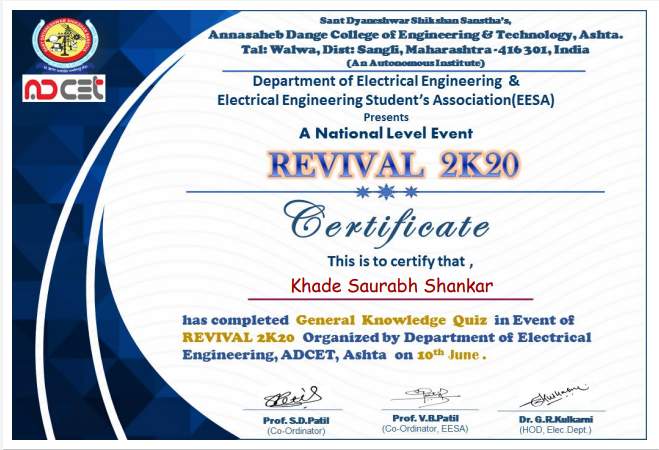 Sant Dyaneshwar Shikshan Sanstha's,
Annasaheb Dange College of Engineering & Technology, Ashta.
Tal: Walwa, Dist: Sangli, Maharashtra -416 301, India
(An Autonomous Institute)
ADCET
Department of Electrical Engineering &
Electrical Engineering Student's Association(EESA)
Presents
A National Level Event
REVIVAL 2K20
Certificate
This is to certify that ,
Khade Saurabh Shankar
has completed General Knowledge Quiz in Event of
REVIVAL 2K20 Organized by Department of Electrical
Engineering, ADCET, Ashta on 10th June .
Prof. S.D.Patil
(Co-Ordinator)
Prof. V.B.Patil
(Co-Ordinator, EESA)
Dr. G.R.Kulkarni
(HOD, Elec.Dept.)